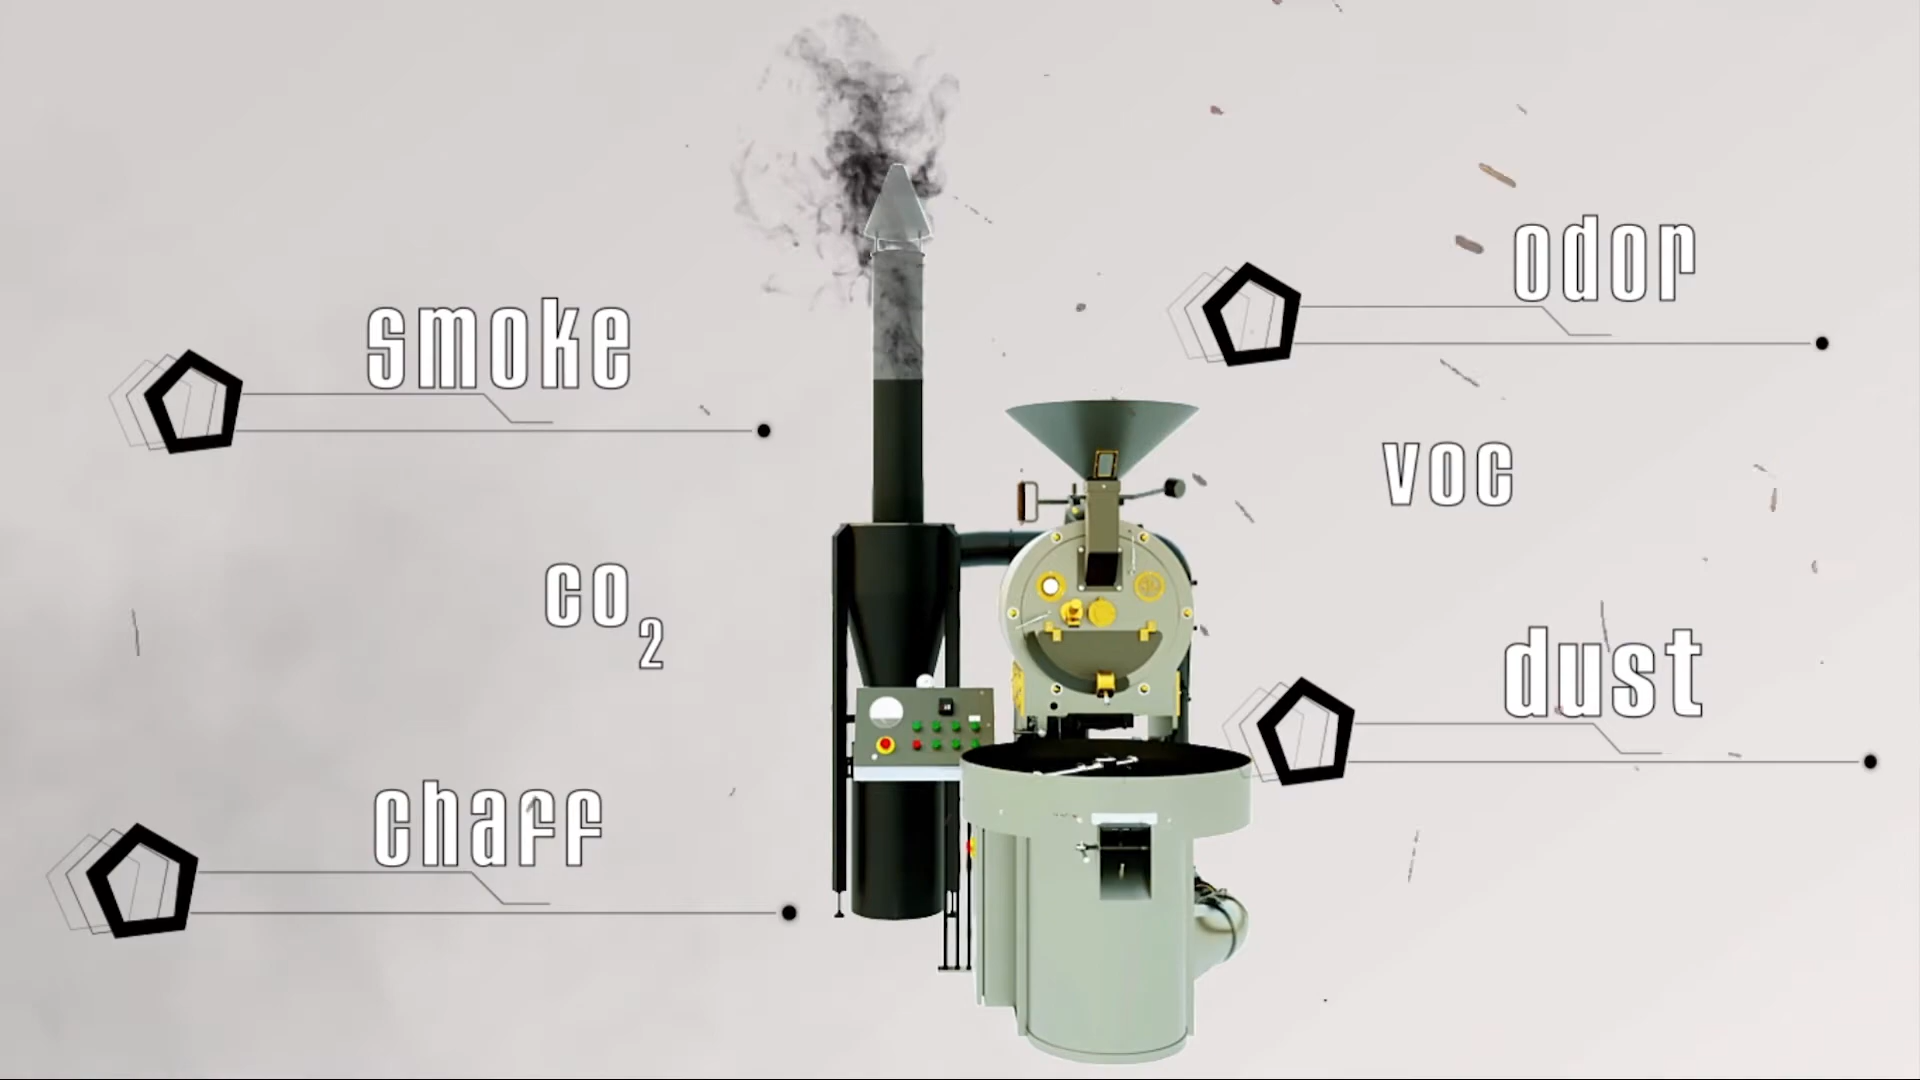 smoke
odor
voc
co₂
dust
chaff